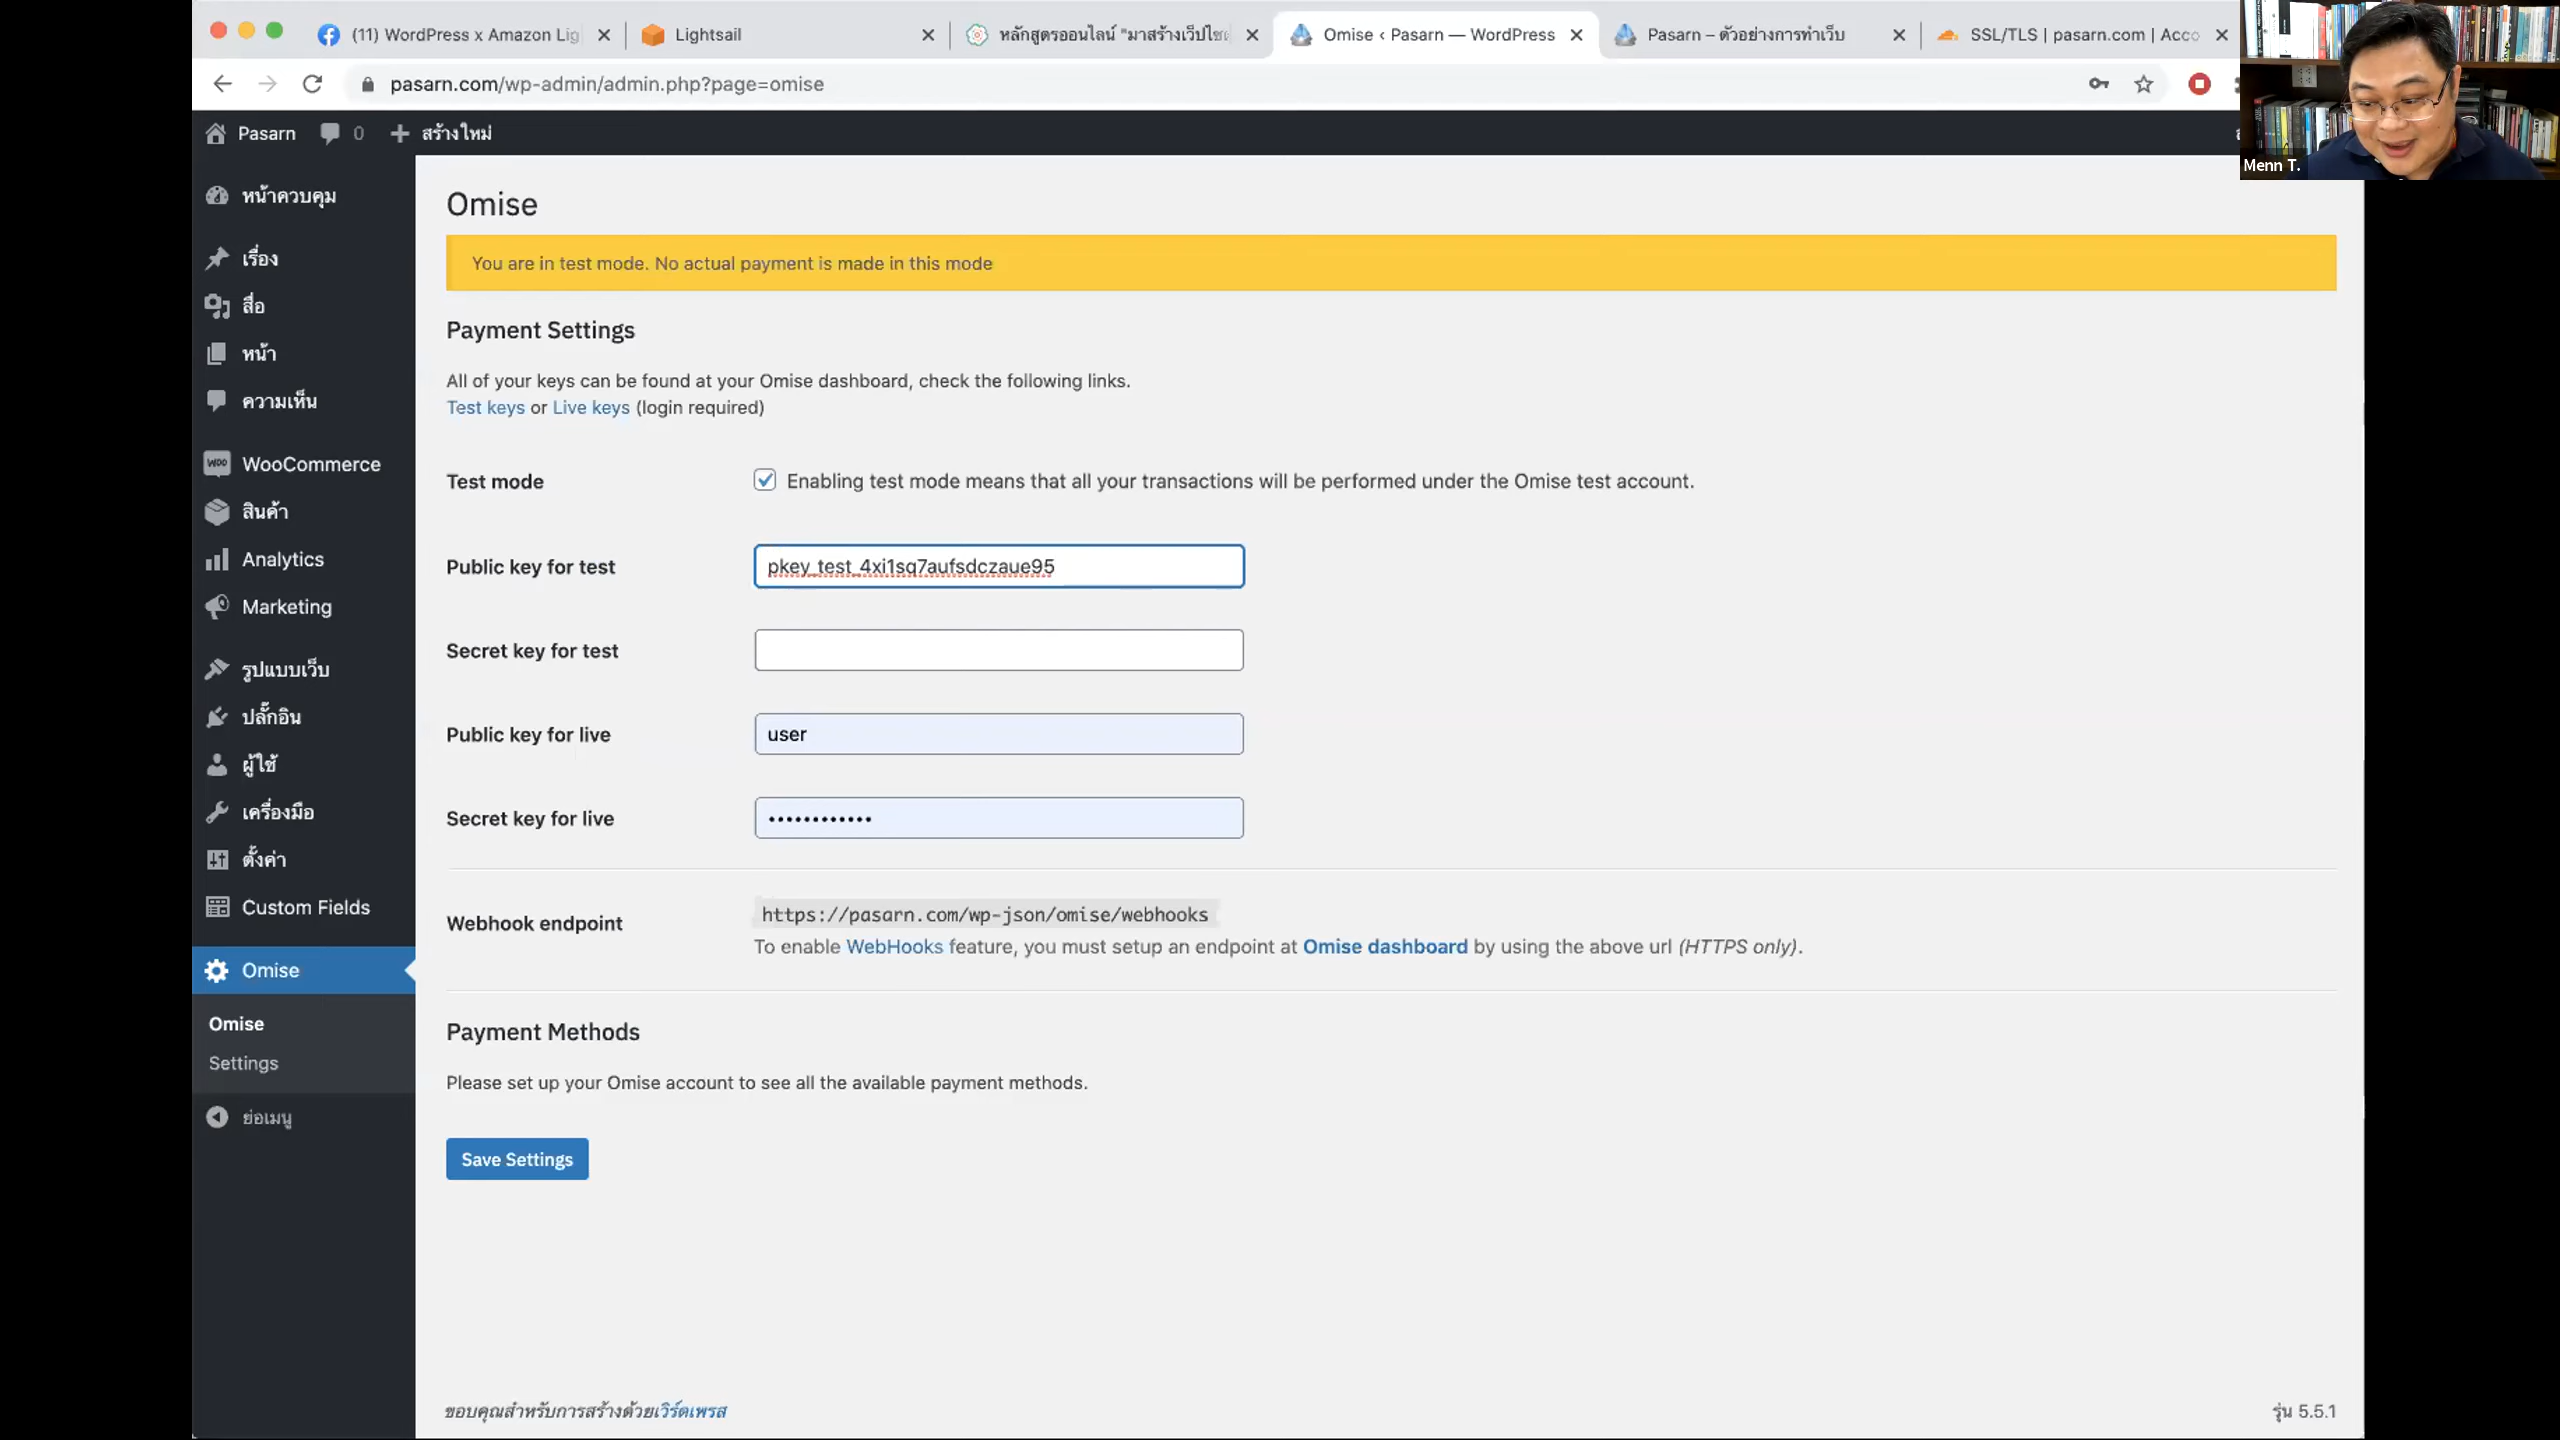 (11) WordPress x Amazon Lig
Lightsail
หลักสูตรออนไลน์ "มาสร้างเว็ปไซต
Omise ‹ Pasarn — WordPress
Pasarn – ตัวอย่างการทำเว็บ
SSL/TLS | pasarn.com | Acco
pasarn.com/wp-admin/admin.php?page=omise
Menn T.
Pasarn
0
สร้างใหม่
หน้าควบคุม
เรื่อง
สื่อ
หน้า
ความเห็น
WooCommerce
สินค้า
Analytics
Marketing
รูปแบบเว็บ
ปลั๊กอิน
ผู้ใช้
เครื่องมือ
ตั้งค่า
Custom Fields
Omise
Omise
Settings
ย่อเมนู
Omise
You are in test mode. No actual payment is made in this mode
Payment Settings
All of your keys can be found at your Omise dashboard, check the following links.
Test keys or Live keys (login required)
Test mode
Enabling test mode means that all your transactions will be performed under the Omise test account.
Public key for test
pkey_test_4xi1sq7aufsdczaue95
Secret key for test
Public key for live
user
Secret key for live
••••••••••••
Webhook endpoint
https://pasarn.com/wp-json/omise/webhooks
To enable WebHooks feature, you must setup an endpoint at Omise dashboard by using the above url (HTTPS only).
Payment Methods
Please set up your Omise account to see all the available payment methods.
Save Settings
ขอบคุณสำหรับการสร้างด้วยเวิร์ดเพรส
รุ่น 5.5.1